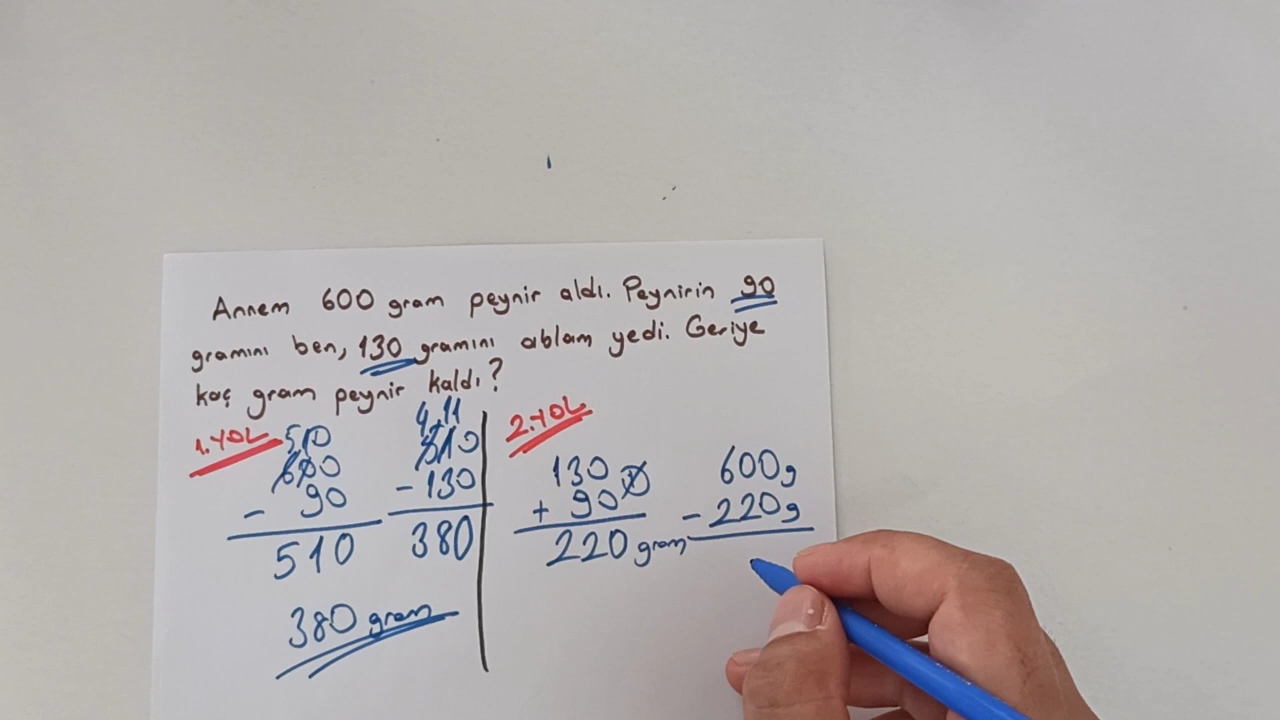 Annem 600 gram peynir aldı. Peynirin 90
gramını ben, 130 gramını ablam yedi. Geriye
kaç gram peynir kaldı?
1.YOL
510
600
- 90
510
4 11
510
- 130
380
380 gram
2.YOL
130
+ 90
220 gram
600g
- 220g